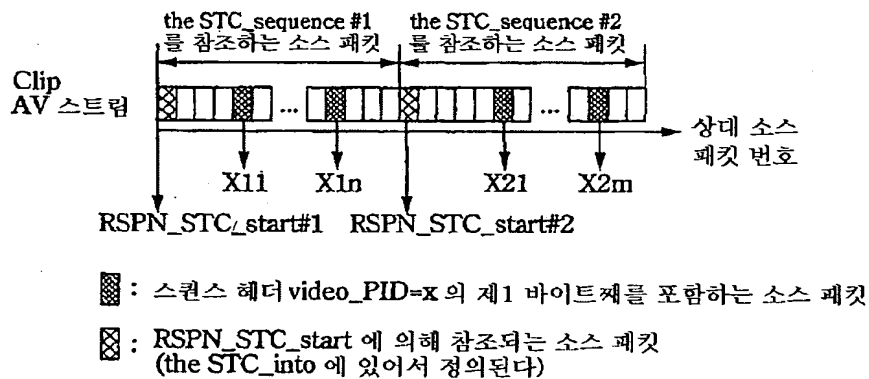 the STC_sequence #1
를 참조하는 소스 패킷
the STC_sequence #2
를 참조하는 소스 패킷
Clip
AV 스트림
...
...
상대 소스
패킷 번호
X11
X1n
X21
X2m
RSPN_STC_start#1
RSPN_STC_start#2
: 스퀀스 헤더 video_PID=x 의 제1 바이트째를 포함하는 소스 패킷
: RSPN_STC_start 에 의해 참조되는 소스 패킷
(the STC_into 에 있어서 정의된다)